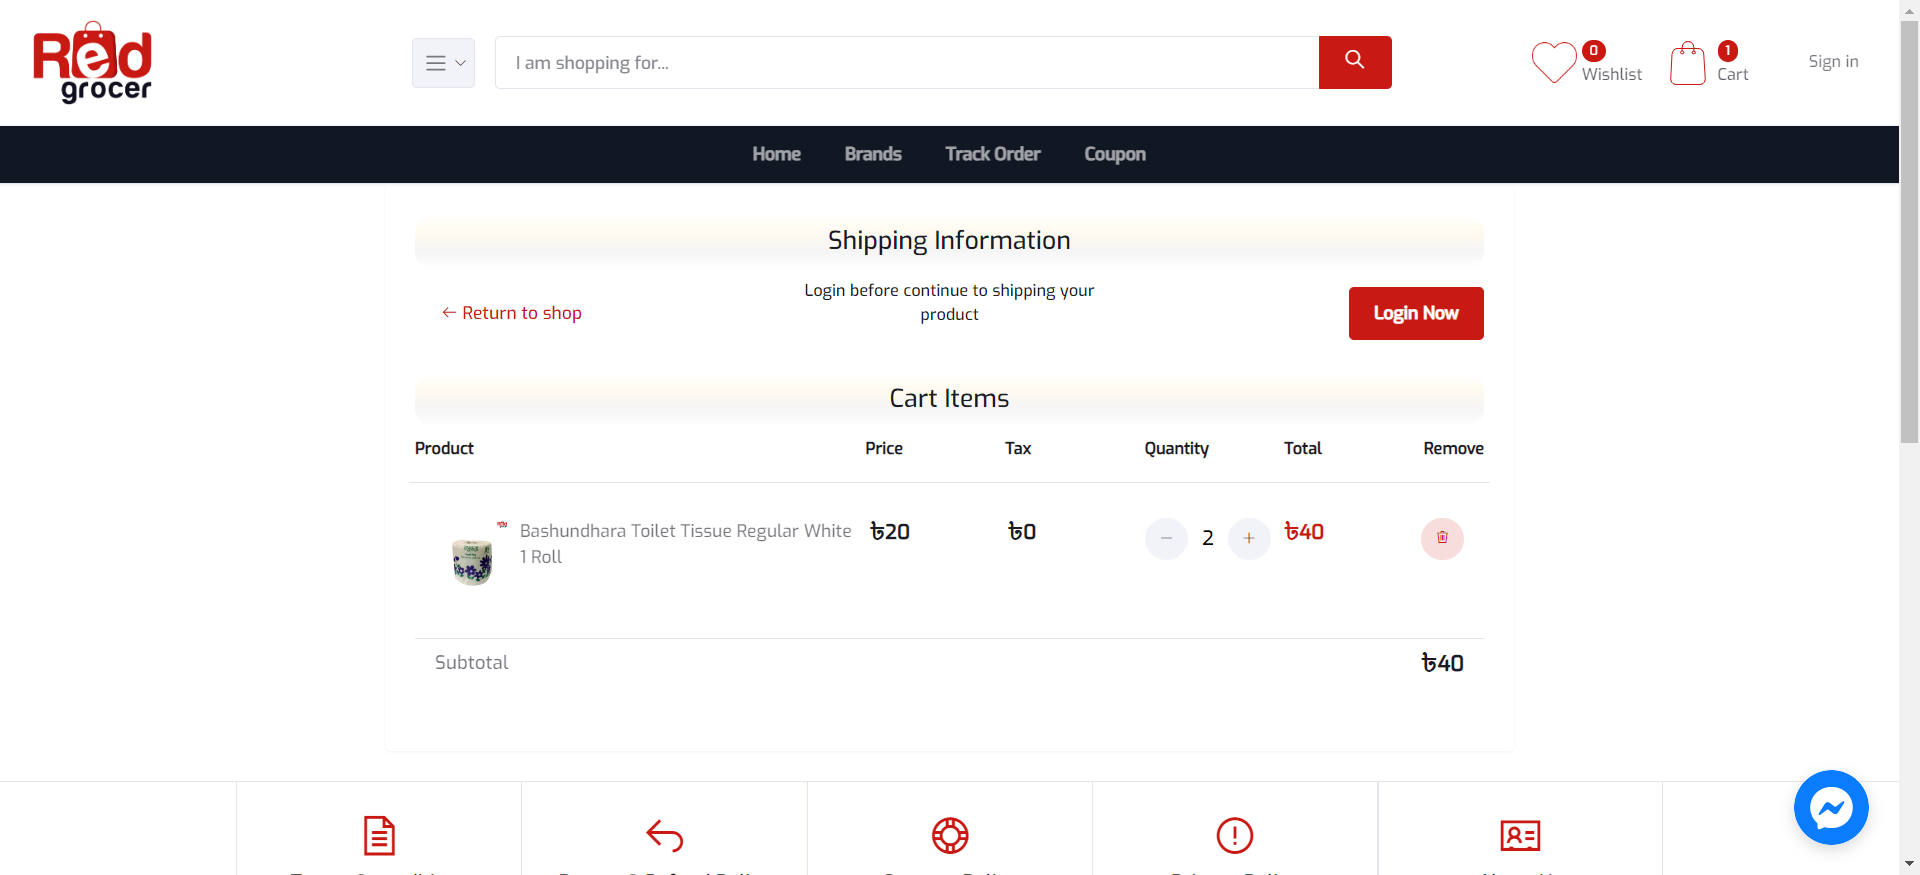 Red
grocer
I am shopping for...
0
Wishlist
1
Cart
Sign in
Home Brands Track Order Coupon
Shipping Information
← Return to shop
Login before continue to shipping your
product
Login Now
Cart Items
Product Price Tax Quantity Total Remove
Bashundhara Toilet Tissue Regular White
1 Roll
৳20 ৳0 − 2 + ৳40
Subtotal ৳40